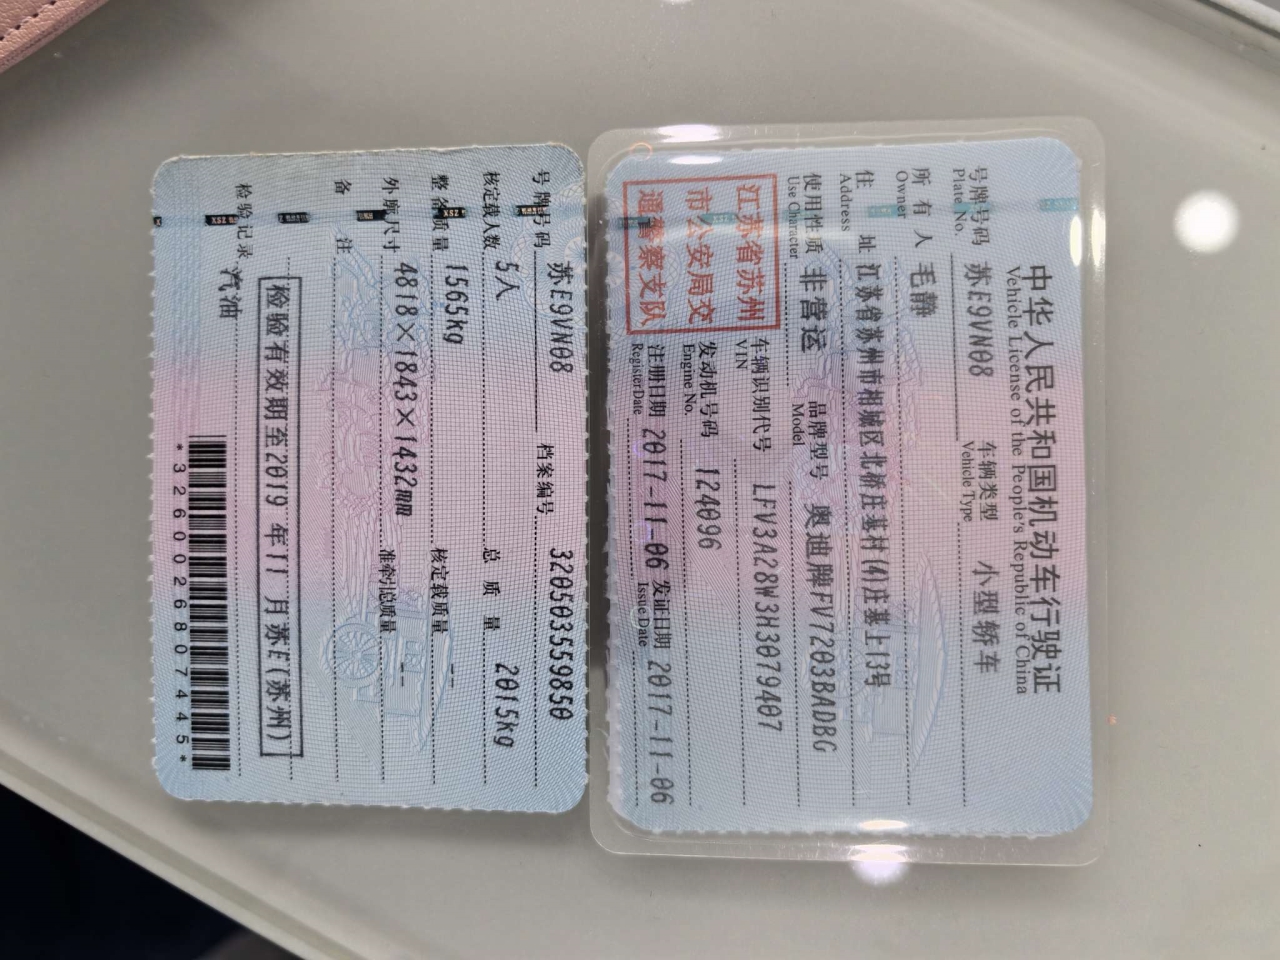 中华人民共和国机动车行驶证
Vehicle License of the People's Republic of China
号牌号码 苏E9VN08 车辆类型 小型轿车
Plate No. Vehicle Type
所有人 毛静
Owner
住址 江苏省苏州市相城区北桥庄基村(4)庄基上13号
Address
使用性质 非营运 品牌型号 奥迪牌FV7203BADBG
Use Character Model
江苏省苏州
市公安局交
通警察支队
车辆识别代号 LFV3A28W3H3079407
VIN
发动机号码 124096
Engine No.
注册日期 2017-11-06 发证日期 2017-11-06
Register Date Issue Date
号牌号码 苏E9VN08 档案编号 320503559850
核定载人数 5人 总质量 2015kg
整备质量 1565kg 核定载质量 --
外廓尺寸 4818×1843×1432mm 准牵引总质量 --
备注
检验有效期至2019年11月苏E(苏州)
检验记录 汽油
*3260026807445*